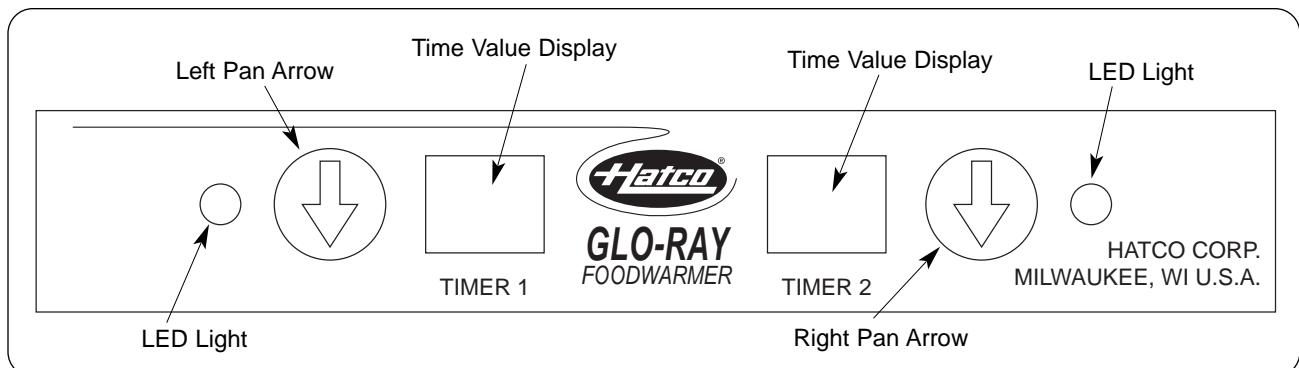 Time Value Display
Left Pan Arrow
Time Value Display
LED Light
Hatco®
GLO-RAY
FOODWARMER
TIMER 1
TIMER 2
HATCO CORP.
MILWAUKEE, WI U.S.A.
LED Light
Right Pan Arrow